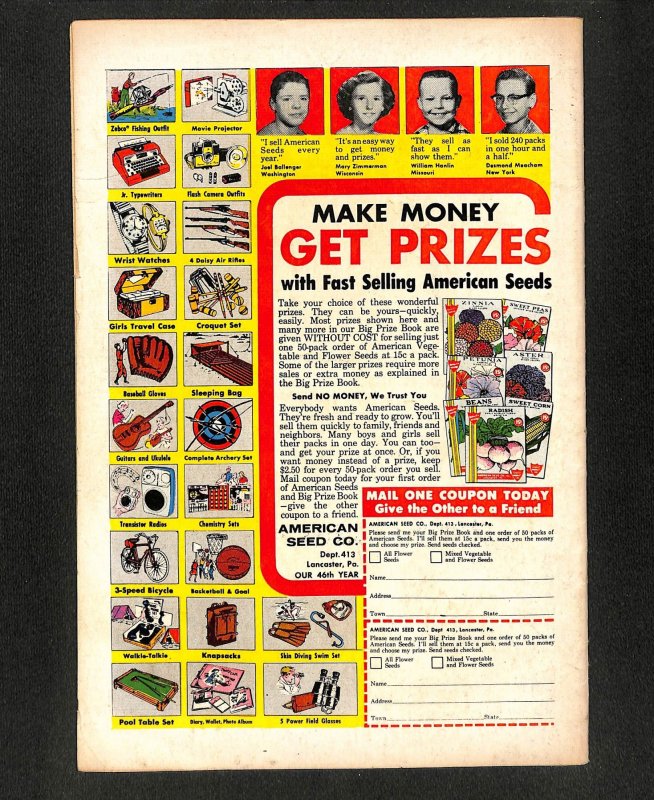 "I sell American
Seeds every
year."
Joel Ballenger
Washington
"It's an easy way
to get money
and prizes."
Mary Zimmerman
Wisconsin
"They sell as
fast as I can
show them."
William Hanlin
Missouri
"I sold 240 packs
in one hour and
a half."
Desmond Meacham
New York
Zebco® Fishing Outfit
Movie Projector
Jr. Typewriters
Flash Camera Outfits
Wrist Watches
4 Daisy Air Rifles
Girls Travel Case
Croquet Set
Baseball Gloves
Sleeping Bag
Guitars and Ukulele
Complete Archery Set
Transistor Radios
Chemistry Sets
3-Speed Bicycle
Basketball & Goal
Walkie-Talkie
Knapsacks
Skin Diving Swim Set
Pool Table Set
Diary, Wallet, Photo Album
5 Power Field Glasses
MAKE MONEY
GET PRIZES
with Fast Selling American Seeds
Take your choice of these wonderful
prizes. They can be yours—quickly,
easily. Most prizes shown here and
many more in our Big Prize Book are
given WITHOUT COST for selling just
one 50-pack order of American Vege-
table and Flower Seeds at 15c a pack.
Some of the larger prizes require more
sales or extra money as explained in
the Big Prize Book.
Send NO MONEY, We Trust You
Everybody wants American Seeds.
They're fresh and ready to grow. You'll
sell them quickly to family, friends and
neighbors. Many boys and girls sell
their packs in one day. You can too—
and get your prize at once. Or, if you
want money instead of a prize, keep
$2.50 for every 50-pack order you sell.
Mail coupon today for your first order
of American Seeds
and Big Prize Book
—give the other
coupon to a friend.
AMERICAN
SEED CO.
Dept. 413
Lancaster, Pa.
OUR 46th YEAR
ZINNIA
SWEET PEAS
PETUNIA
ASTER
BEANS
SWEET CORN
RADISH
MAIL ONE COUPON TODAY
Give the Other to a Friend
AMERICAN SEED CO., Dept. 413, Lancaster, Pa.
Please send me your Big Prize Book and one order of 50 packs of
American Seeds. I'll sell them at 15c a pack, send you the money
and choose my prize. Send seeds checked.
All Flower
Seeds
Mixed Vegetable
and Flower Seeds
Name
Address
Town State
AMERICAN SEED CO., Dept 413, Lancaster, Pa.
Please send me your Big Prize Book and one order of 50 packs of
American Seeds. I'll sell them at 15c a pack, send you the money
and choose my prize. Send seeds checked.
All Flower
Seeds
Mixed Vegetable
and Flower Seeds
Name
Address
Town State